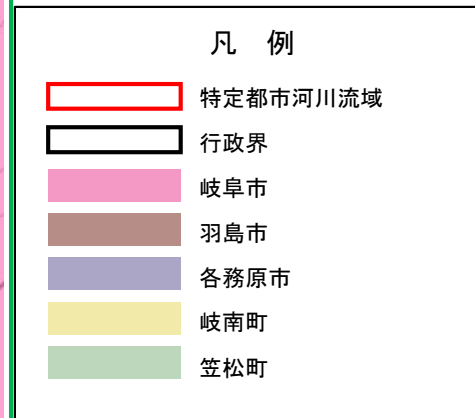 凡 例
特定都市河川流域
行政界
岐阜市
羽島市
各務原市
岐南町
笠松町